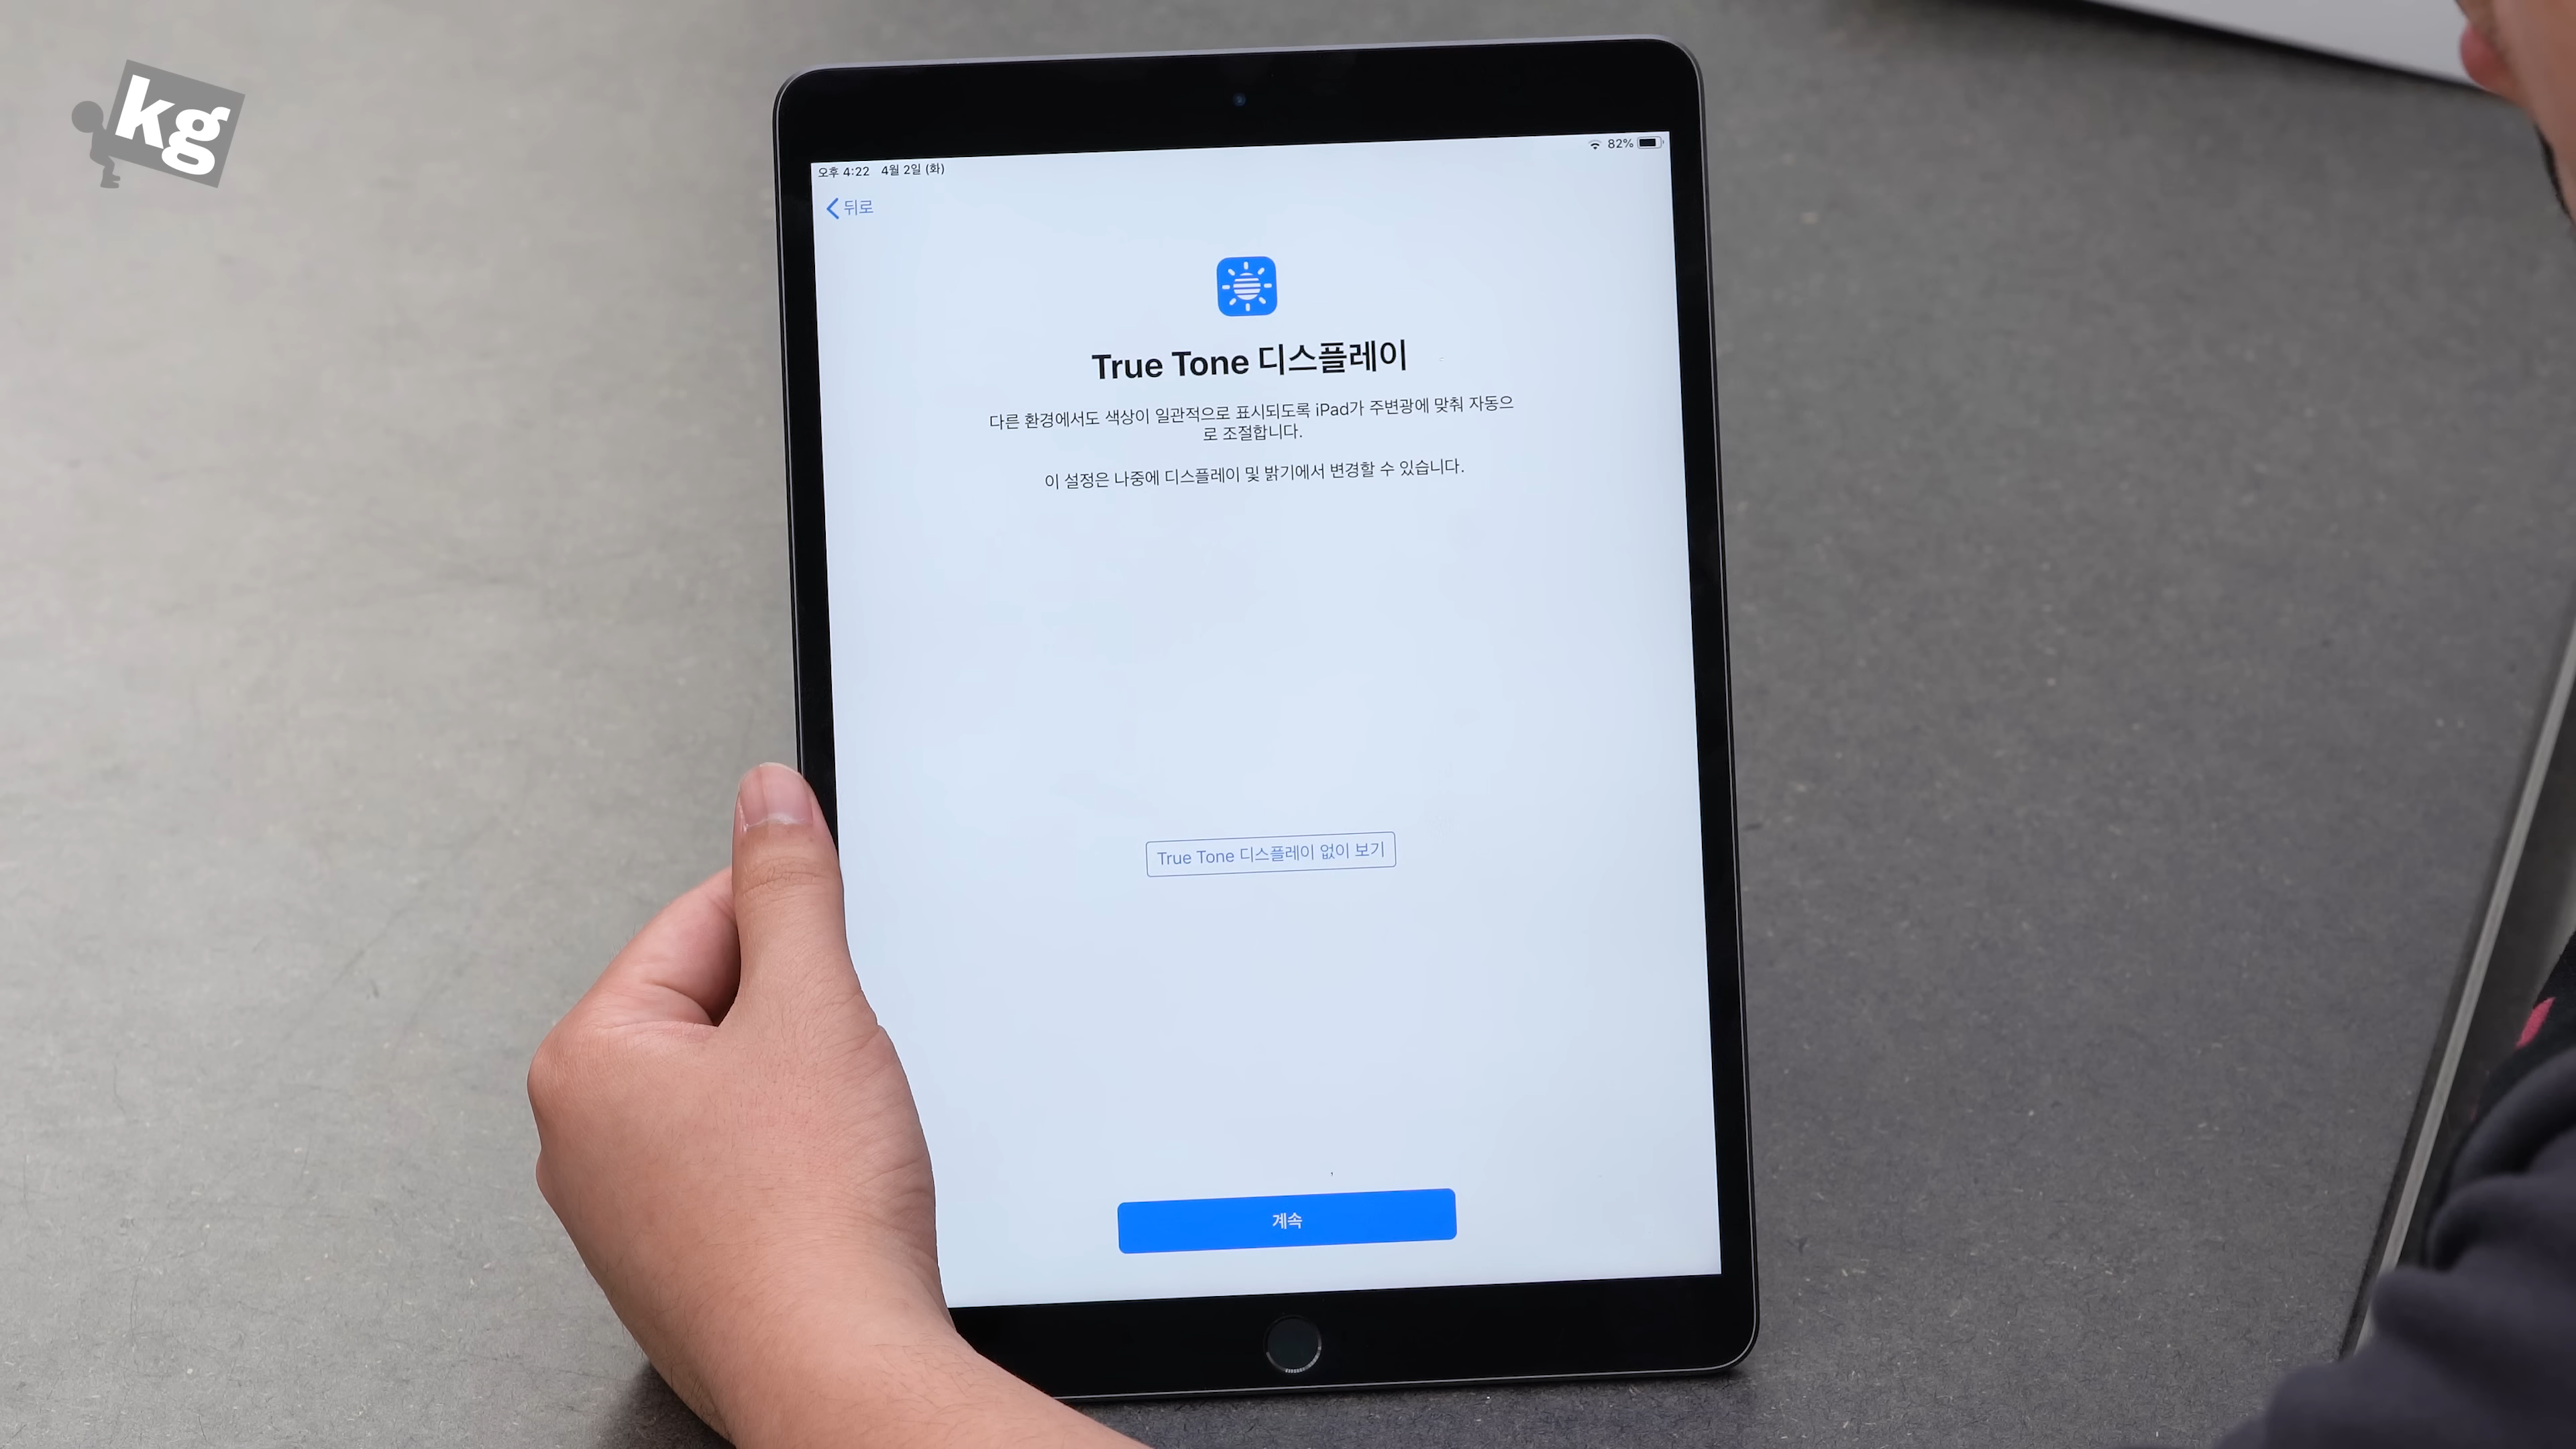 kg
오후 4:22 4월 2일 (화)
82%
뒤로
True Tone 디스플레이
다른 환경에서도 색상이 일관적으로 표시되도록 iPad가 주변광에 맞춰 자동으
로 조절합니다.
이 설정은 나중에 디스플레이 및 밝기에서 변경할 수 있습니다.
True Tone 디스플레이 없이 보기
계속